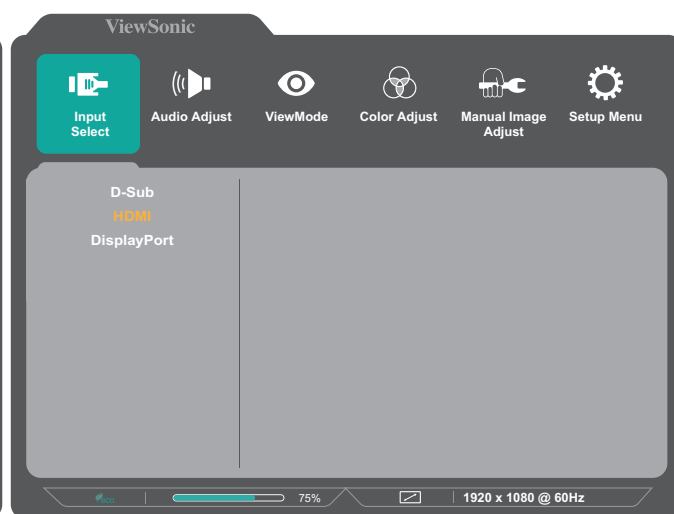 ViewSonic
Input
Select
Audio Adjust
ViewMode
Color Adjust
Manual Image
Adjust
Setup Menu
D-Sub
HDMI
DisplayPort
75%
1920 x 1080 @ 60Hz